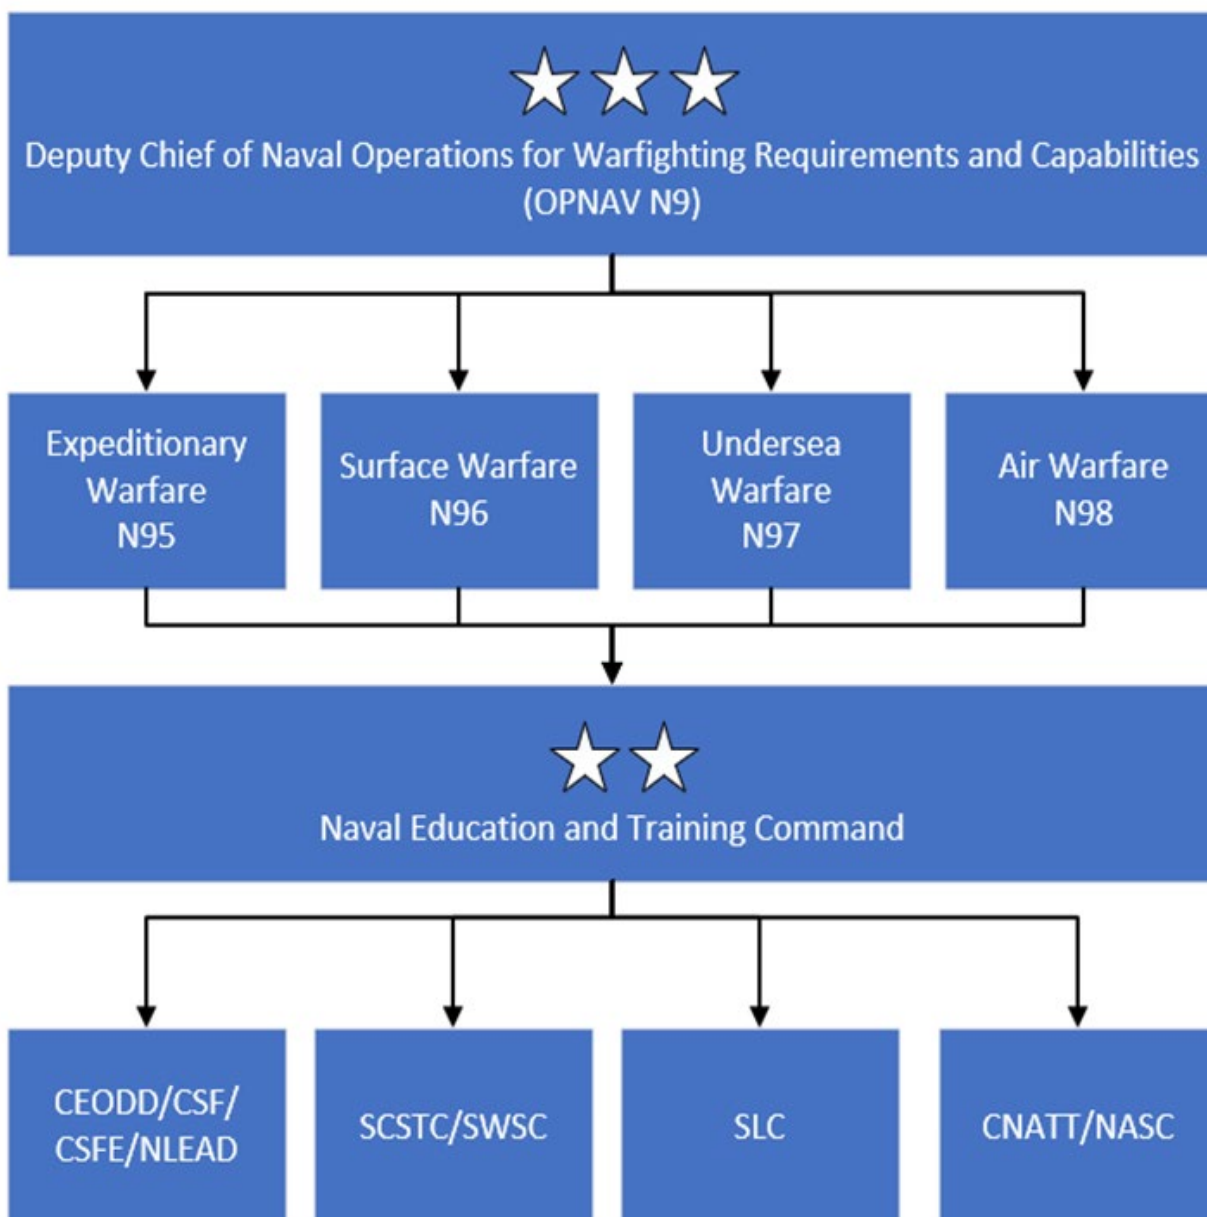 Deputy Chief of Naval Operations for Warfighting Requirements and Capabilities
(OPNAV N9)
Expeditionary
Warfare
N95
Surface Warfare
N96
Undersea
Warfare
N97
Air Warfare
N98
Naval Education and Training Command
CEODD/CSF/
CSFE/NLEAD
SCSTC/SWSC
SLC
CNATT/NASC